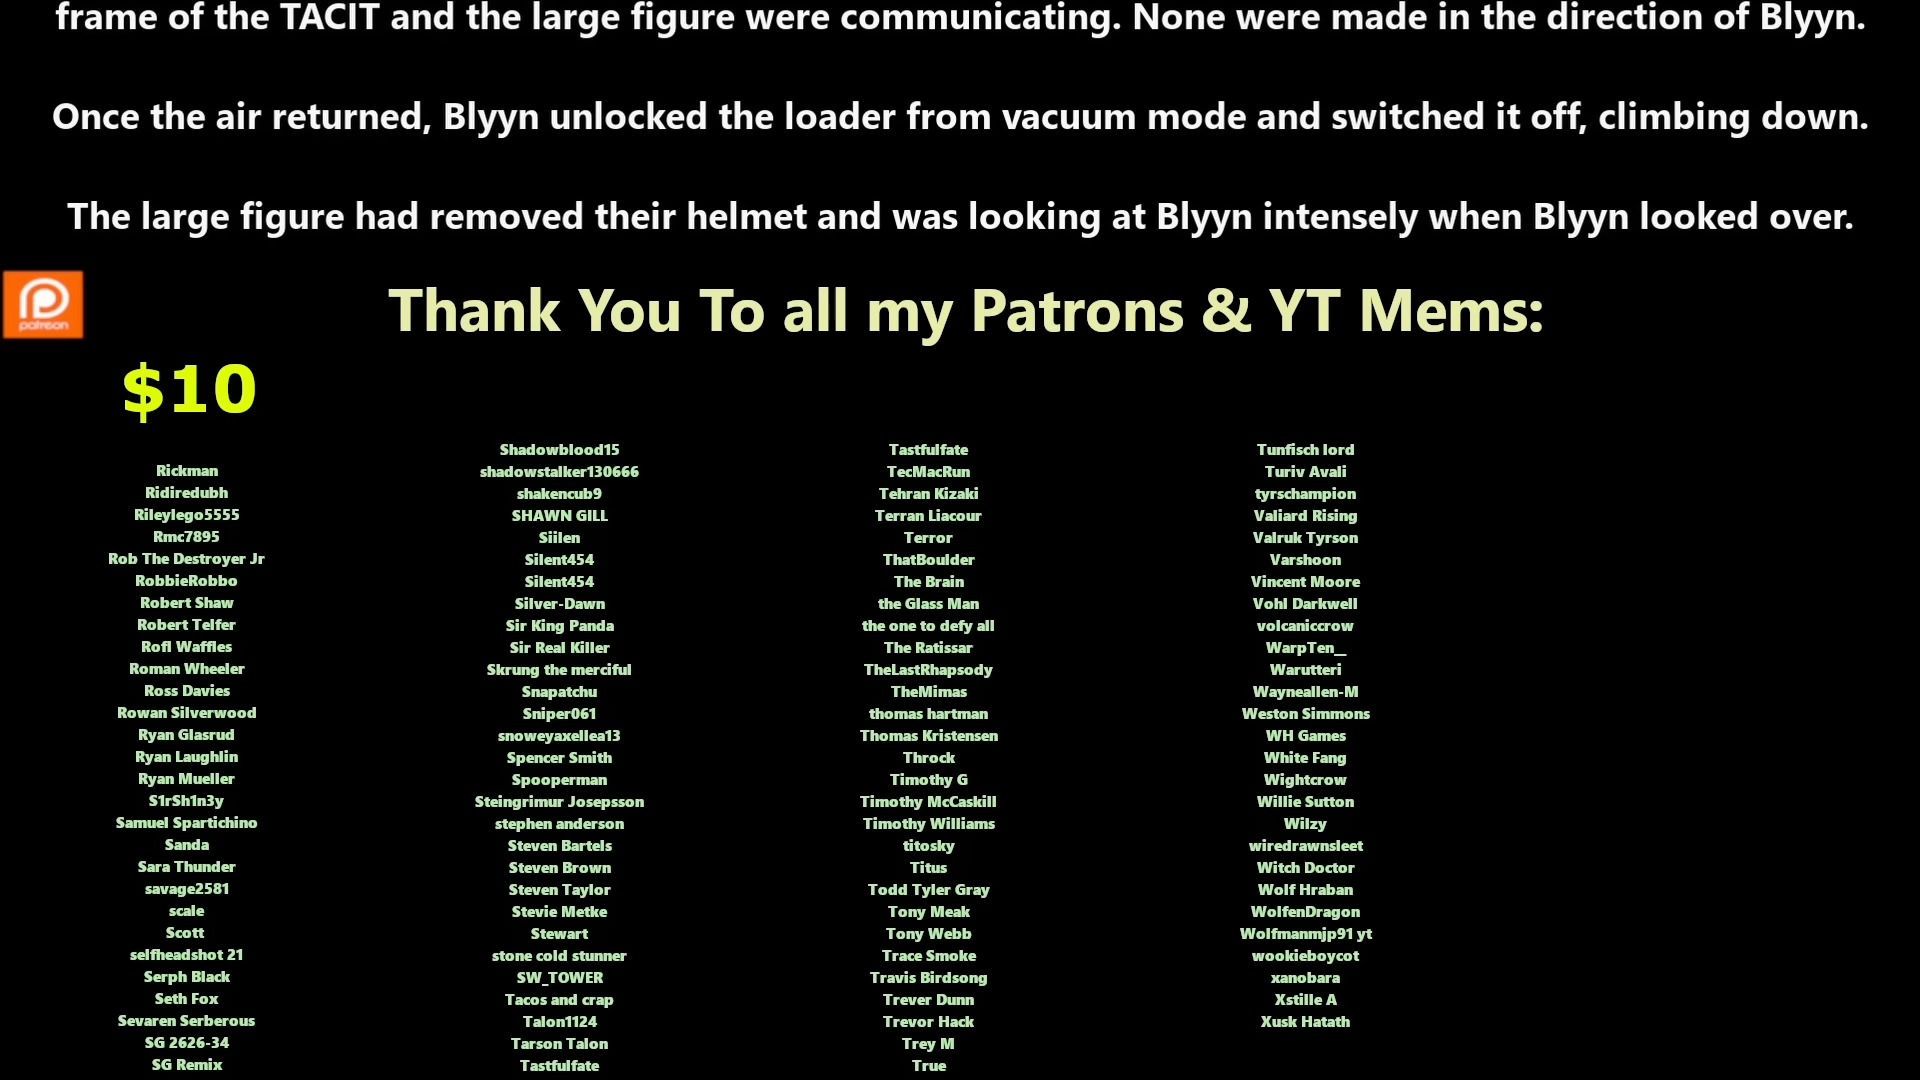 frame of the TACIT and the large figure were communicating. None were made in the direction of Blyyn.
Once the air returned, Blyyn unlocked the loader from vacuum mode and switched it off, climbing down.
The large figure had removed their helmet and was looking at Blyyn intensely when Blyyn looked over.
patreon
Thank You To all my Patrons & YT Mems:
$10
Rickman
Ridiredubh
Rileylego5555
Rmc7895
Rob The Destroyer Jr
RobbieRobbo
Robert Shaw
Robert Telfer
Rofl Waffles
Roman Wheeler
Ross Davies
Rowan Silverwood
Ryan Glasrud
Ryan Laughlin
Ryan Mueller
S1rSh1n3y
Samuel Spartichino
Sanda
Sara Thunder
savage2581
scale
Scott
selfheadshot 21
Serph Black
Seth Fox
Sevaren Serberous
SG 2626-34
SG Remix
Shadowblood15
shadowstalker130666
shakencub9
SHAWN GILL
Siilen
Silent454
Silent454
Silver-Dawn
Sir King Panda
Sir Real Killer
Skrung the merciful
Snapatchu
Sniper061
snoweyaxellea13
Spencer Smith
Spooperman
Steingrimur Josepsson
stephen anderson
Steven Bartels
Steven Brown
Steven Taylor
Stevie Metke
Stewart
stone cold stunner
SW_TOWER
Tacos and crap
Talon1124
Tarson Talon
Tastfulfate
Tastfulfate
TecMacRun
Tehran Kizaki
Terran Liacour
Terror
ThatBoulder
The Brain
the Glass Man
the one to defy all
The Ratissar
TheLastRhapsody
TheMimas
thomas hartman
Thomas Kristensen
Throck
Timothy G
Timothy McCaskill
Timothy Williams
titosky
Titus
Todd Tyler Gray
Tony Meak
Tony Webb
Trace Smoke
Travis Birdsong
Trever Dunn
Trevor Hack
Trey M
True
Tunfisch lord
Turiv Avali
tyrschampion
Valiard Rising
Valruk Tyrson
Varshoon
Vincent Moore
Vohl Darkwell
volcaniccrow
WarpTen__
Warutteri
Wayneallen-M
Weston Simmons
WH Games
White Fang
Wightcrow
Willie Sutton
Wilzy
wiredrawnsleet
Witch Doctor
Wolf Hraban
WolfenDragon
Wolfmanmjp91 yt
wookieboycot
xanobara
Xstille A
Xusk Hatath